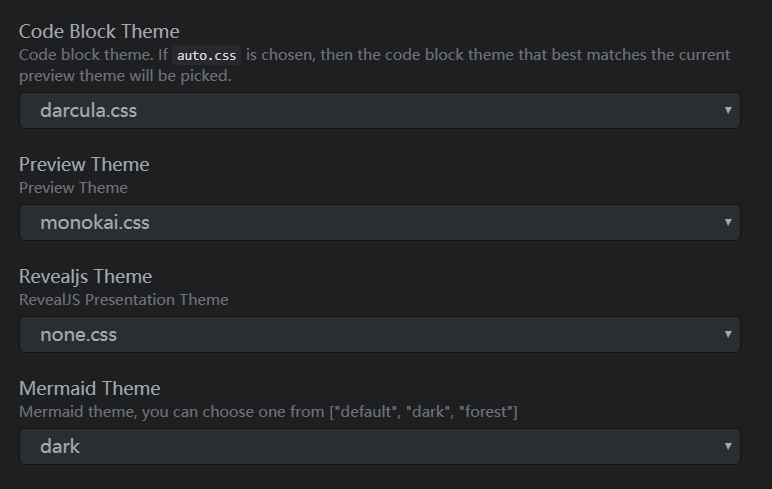 Code Block Theme
Code block theme. If auto.css is chosen, then the code block theme that best matches the current
preview theme will be picked.
darcula.css
Preview Theme
Preview Theme
monokai.css
Revealjs Theme
RevealJS Presentation Theme
none.css
Mermaid Theme
Mermaid theme, you can choose one from ["default", "dark", "forest"]
dark